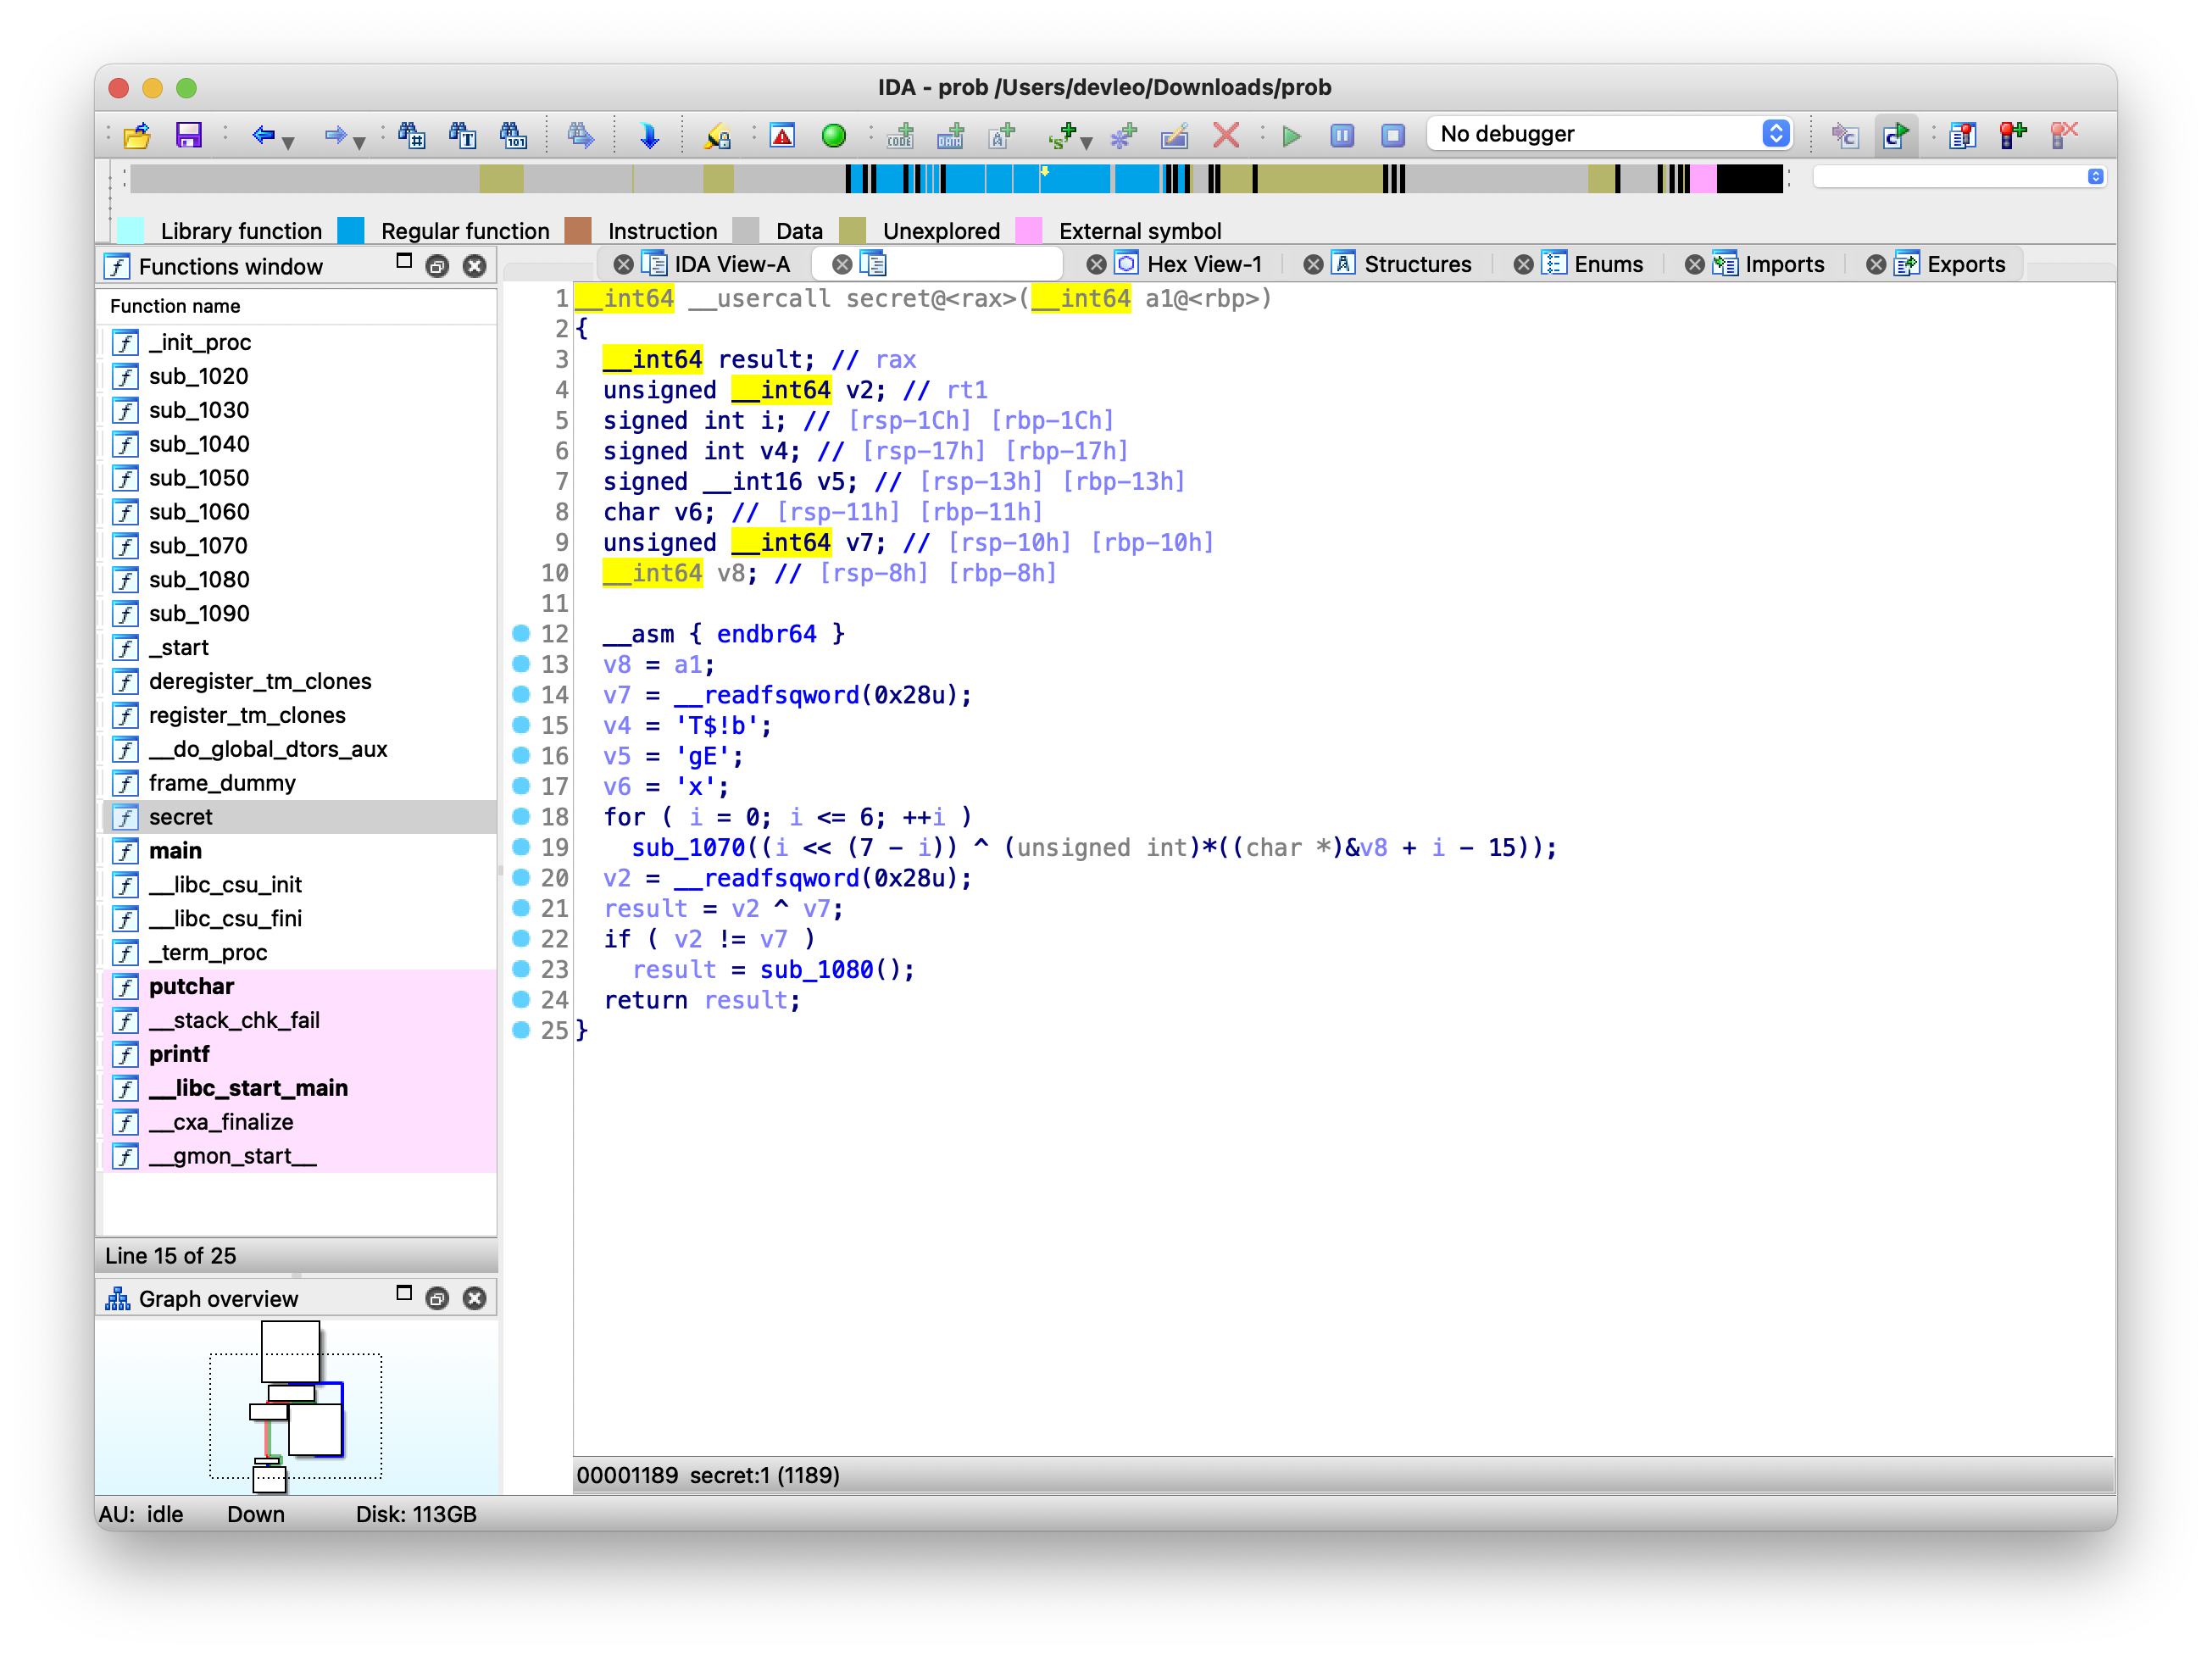 IDA - prob /Users/devleo/Downloads/prob
No debugger
Library function Regular function Instruction Data Unexplored External symbol
Functions window
IDA View-A
Hex View-1
Structures
Enums
Imports
Exports
Function name
_init_proc
sub_1020
sub_1030
sub_1040
sub_1050
sub_1060
sub_1070
sub_1080
sub_1090
_start
deregister_tm_clones
register_tm_clones
__do_global_dtors_aux
frame_dummy
secret
main
__libc_csu_init
__libc_csu_fini
_term_proc
putchar
__stack_chk_fail
printf
__libc_start_main
__cxa_finalize
__gmon_start__
Line 15 of 25
Graph overview
1 __int64 __usercall secret@<rax>(__int64 a1@<rbp>)
2 {
3 __int64 result; // rax
4 unsigned __int64 v2; // rt1
5 signed int i; // [rsp-1Ch] [rbp-1Ch]
6 signed int v4; // [rsp-17h] [rbp-17h]
7 signed __int16 v5; // [rsp-13h] [rbp-13h]
8 char v6; // [rsp-11h] [rbp-11h]
9 unsigned __int64 v7; // [rsp-10h] [rbp-10h]
10 __int64 v8; // [rsp-8h] [rbp-8h]
11
12 __asm { endbr64 }
13 v8 = a1;
14 v7 = __readfsqword(0x28u);
15 v4 = 'T$!b';
16 v5 = 'gE';
17 v6 = 'x';
18 for ( i = 0; i <= 6; ++i )
19 sub_1070((i << (7 - i)) ^ (unsigned int)*((char *)&v8 + i - 15));
20 v2 = __readfsqword(0x28u);
21 result = v2 ^ v7;
22 if ( v2 != v7 )
23 result = sub_1080();
24 return result;
25 }
00001189 secret:1 (1189)
AU: idle Down Disk: 113GB